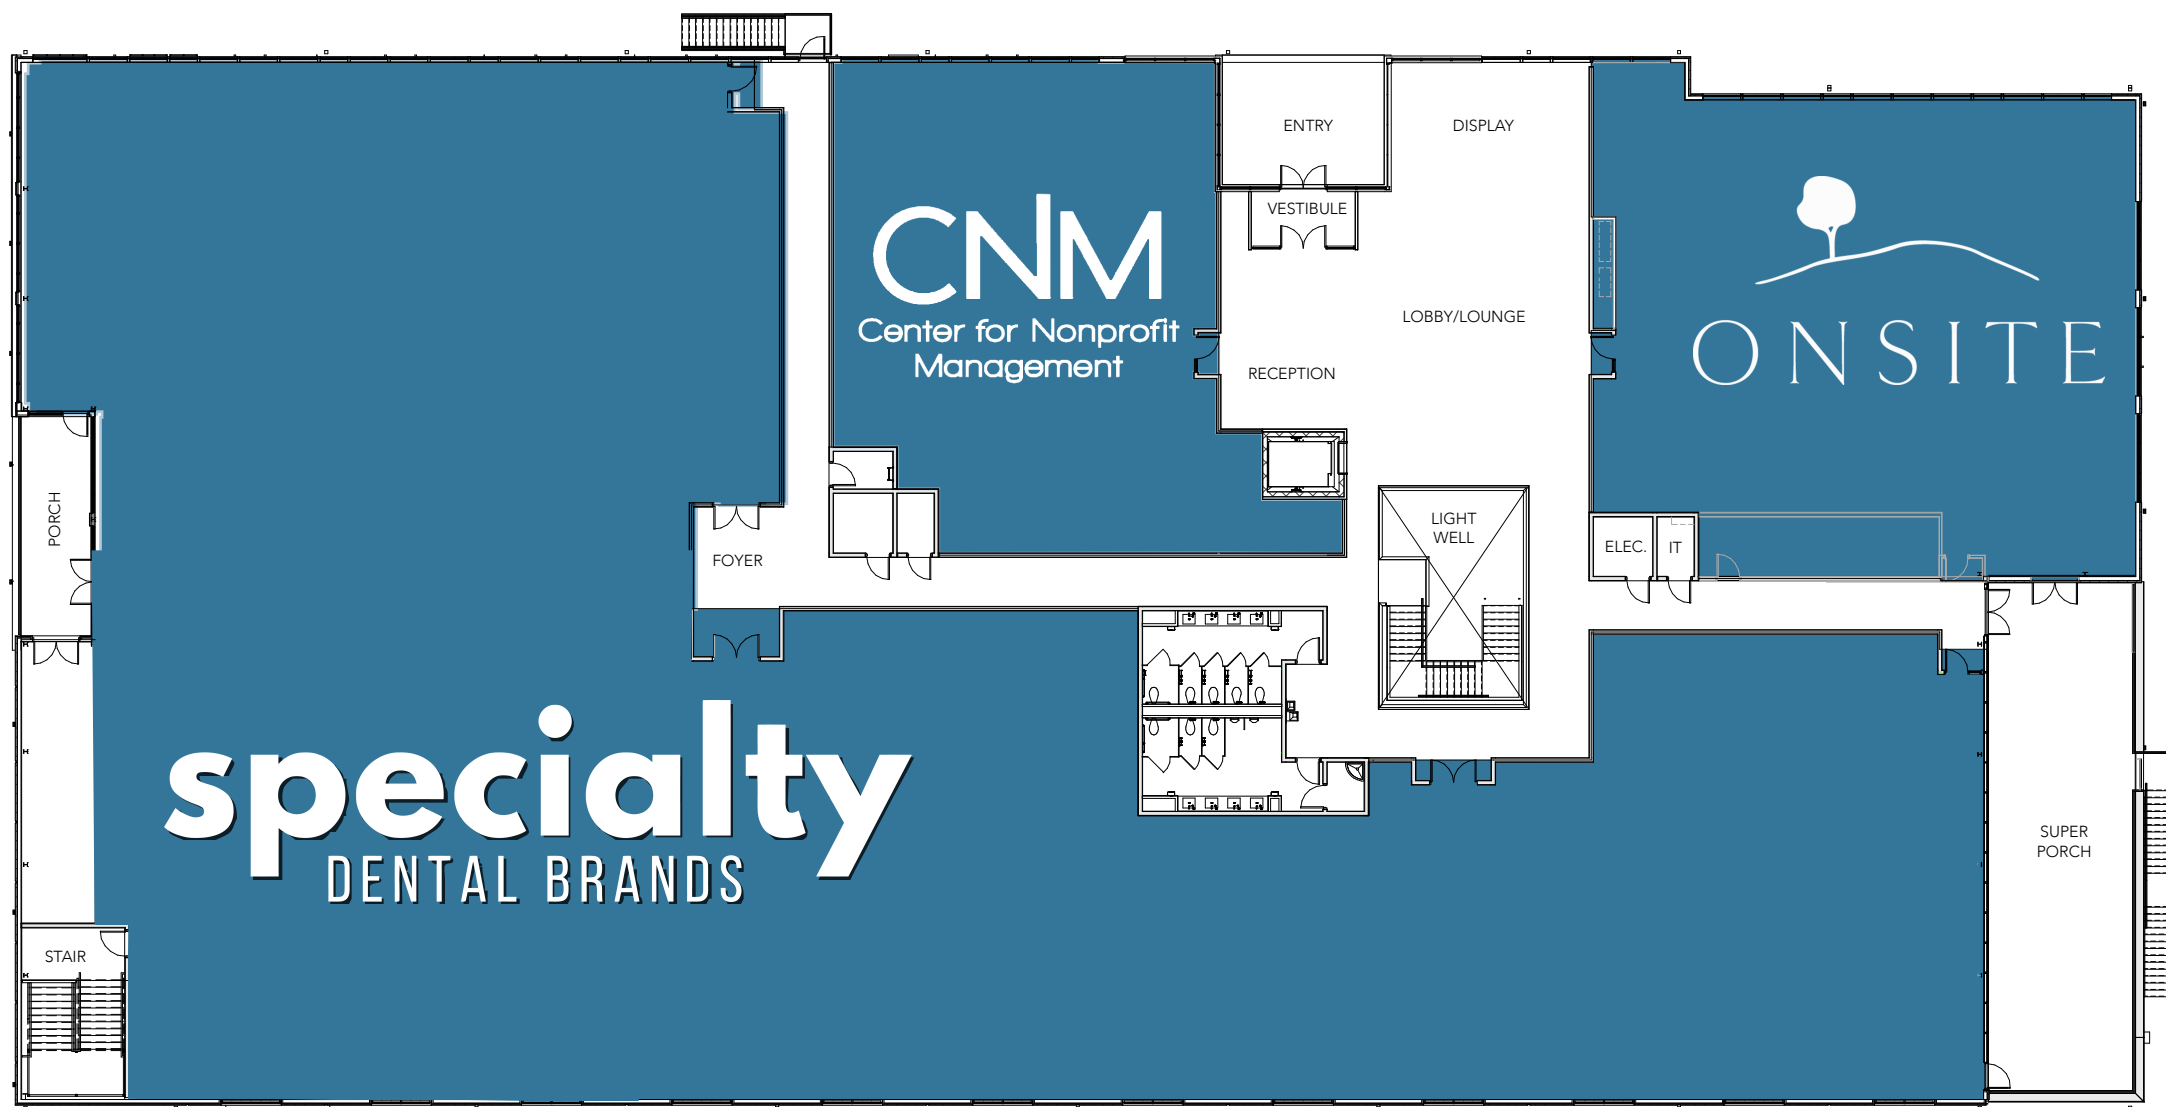 ENTRY
DISPLAY
VESTIBULE
CNM
Center for Nonprofit
Management
LOBBY/LOUNGE
ONSITE
RECEPTION
PORCH
LIGHT
WELL
FOYER
ELEC.
IT
specialty
DENTAL BRANDS
SUPER
PORCH
STAIR